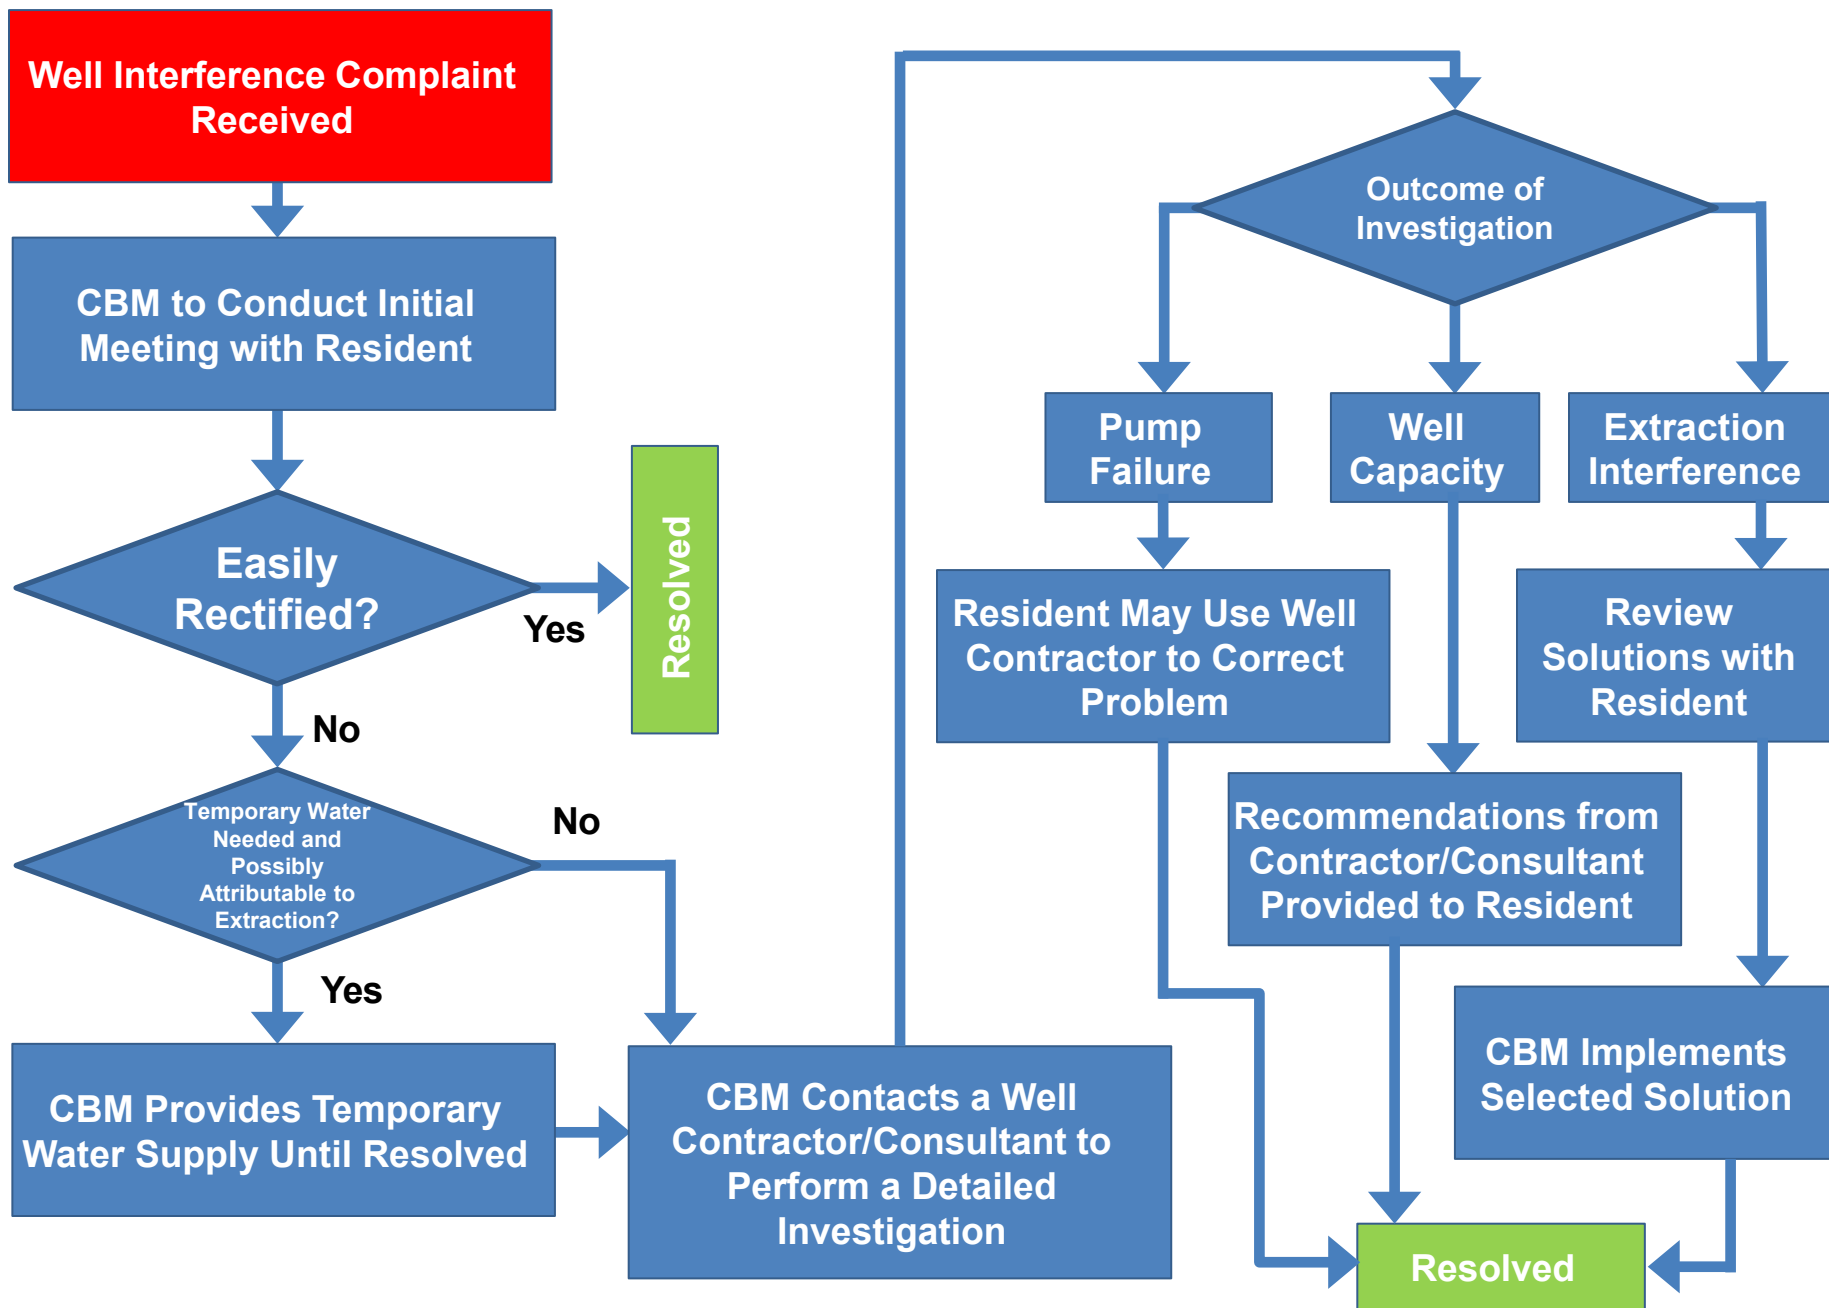 Well Interference Complaint
Received
CBM to Conduct Initial
Meeting with Resident
Easily
Rectified?
Yes
Resolved
No
Temporary Water
Needed and
Possibly
Attributable to
Extraction?
No
Yes
CBM Provides Temporary
Water Supply Until Resolved
CBM Contacts a Well
Contractor/Consultant to
Perform a Detailed
Investigation
Outcome of
Investigation
Pump
Failure
Well
Capacity
Extraction
Interference
Resident May Use Well
Contractor to Correct
Problem
Review
Solutions with
Resident
Recommendations from
Contractor/Consultant
Provided to Resident
CBM Implements
Selected Solution
Resolved